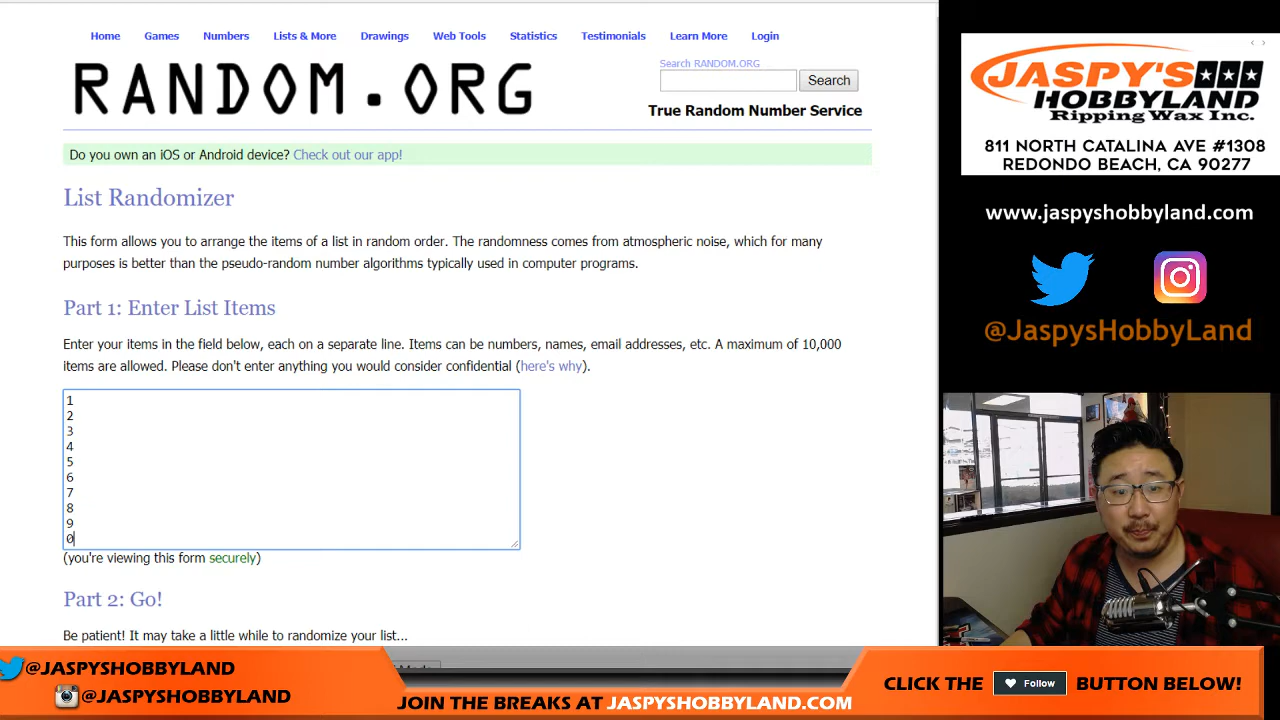 Home Games Numbers Lists & More Drawings Web Tools Statistics Testimonials Learn More Login
RANDOM.ORG
Search RANDOM.ORG
Search
True Random Number Service
Do you own an iOS or Android device? Check out our app!
List Randomizer
This form allows you to arrange the items of a list in random order. The randomness comes from atmospheric noise, which for many
purposes is better than the pseudo-random number algorithms typically used in computer programs.
Part 1: Enter List Items
Enter your items in the field below, each on a separate line. Items can be numbers, names, email addresses, etc. A maximum of 10,000
items are allowed. Please don't enter anything you would consider confidential (here's why).
1
2
3
4
5
6
7
8
9
0
(you're viewing this form securely)
Part 2: Go!
Be patient! It may take a little while to randomize your list...
JASPY'S
HOBBYLAND
Ripping Wax Inc.
811 NORTH CATALINA AVE #1308
REDONDO BEACH, CA 90277
www.jaspyshobbyland.com
@JaspysHobbyLand
@JASPYSHOBBYLAND
@JASPYSHOBBYLAND
JOIN THE BREAKS AT JASPYSHOBBYLAND.COM
CLICK THE Follow BUTTON BELOW!